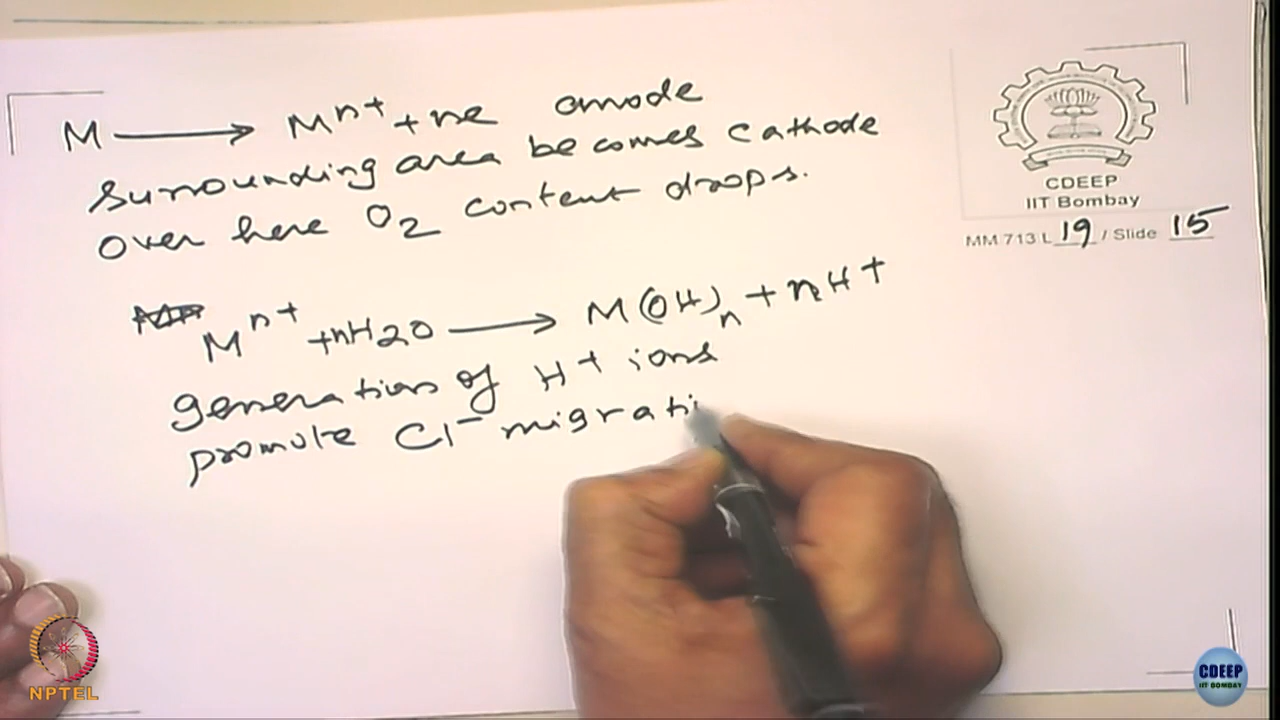 M ⟶ Mⁿ⁺ + ne anode
Surrounding area becomes cathode
Over here O₂ content drops.
Mⁿ⁺ + nH₂O ⟶ M(OH)ₙ + nH⁺
generation of H⁺ ions
promote Cl⁻ migrati
CDEEP
IIT Bombay
MM 713 L 19 / Slide 15
NPTEL
CDEEP
IIT BOMBAY